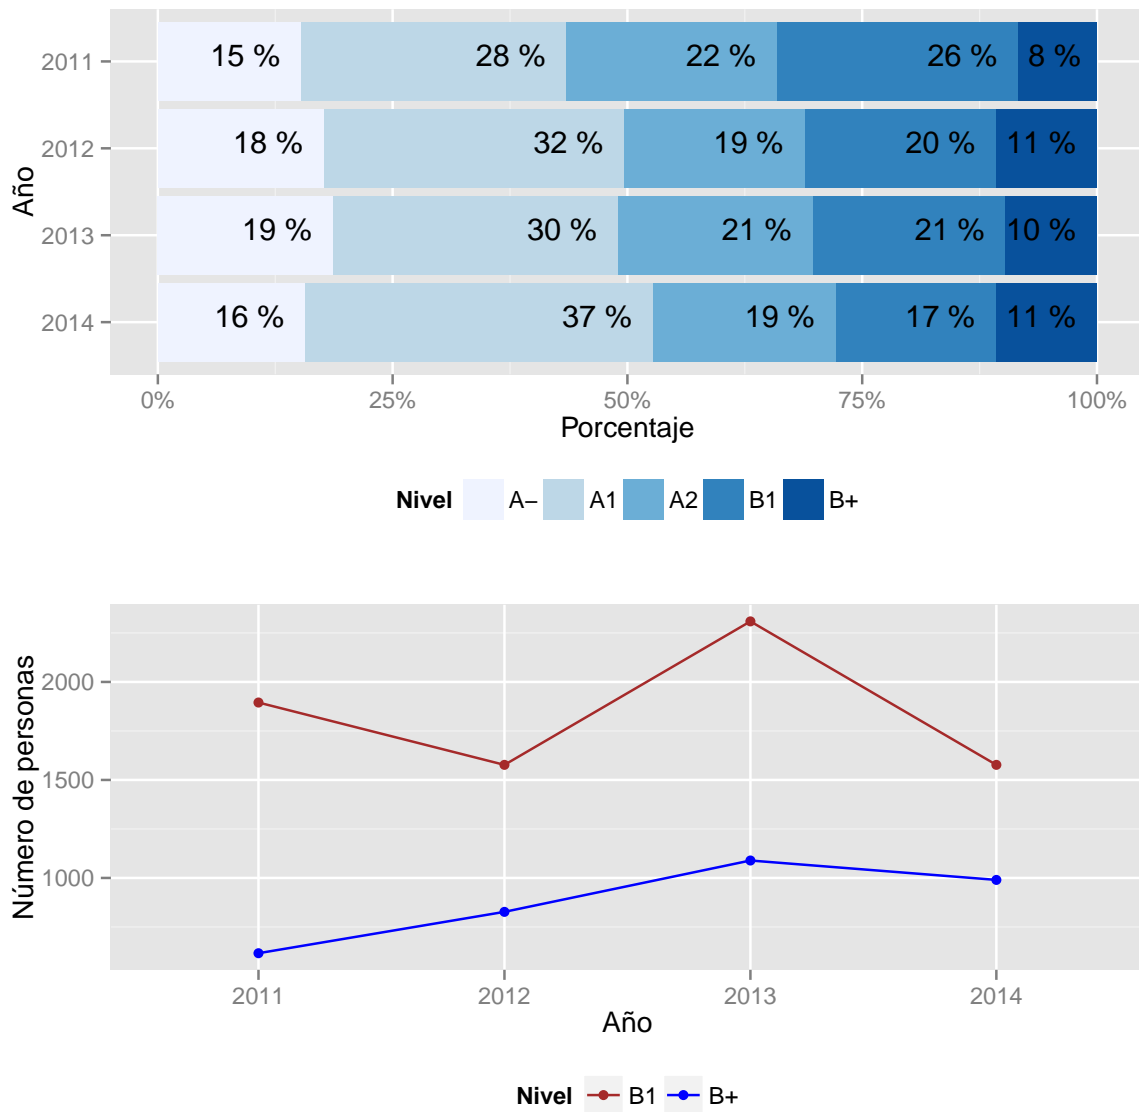 2011 15 % 28 % 22 % 26 % 8 %
2012 18 % 32 % 19 % 20 % 11 %
2013 19 % 30 % 21 % 21 % 10 %
2014 16 % 37 % 19 % 17 % 11 %
Año
0% 25% 50% 75% 100%
Porcentaje
Nivel A− A1 A2 B1 B+
Número de personas
2000
1500
1000
2011 2012 2013 2014
Año
Nivel B1 B+